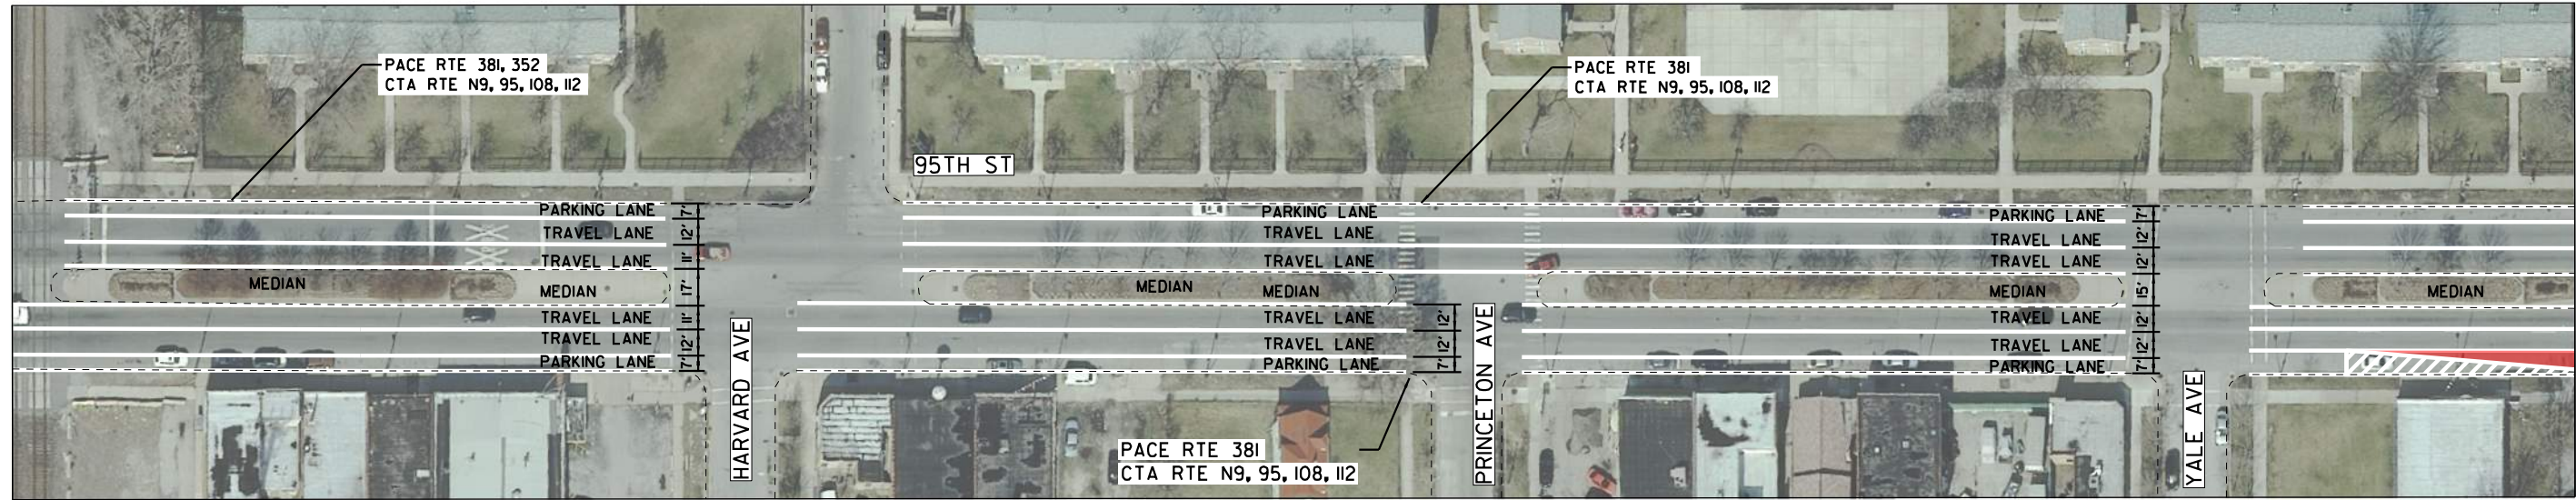 PACE RTE 381, 352
CTA RTE N9, 95, 108, 112
PACE RTE 381
CTA RTE N9, 95, 108, 112
95TH ST
PARKING LANE 7'
TRAVEL LANE 12'
TRAVEL LANE 11'
MEDIAN
MEDIAN 17'
TRAVEL LANE 11'
TRAVEL LANE 12'
PARKING LANE 7'
HARVARD AVE
PARKING LANE
TRAVEL LANE
TRAVEL LANE
MEDIAN
MEDIAN
TRAVEL LANE 12'
TRAVEL LANE 12'
PARKING LANE 7'
PACE RTE 381
CTA RTE N9, 95, 108, 112
PRINCETON AVE
PARKING LANE 7'
TRAVEL LANE 12'
TRAVEL LANE 12'
MEDIAN 15'
TRAVEL LANE 12'
TRAVEL LANE 12'
PARKING LANE 7'
YALE AVE
MEDIAN